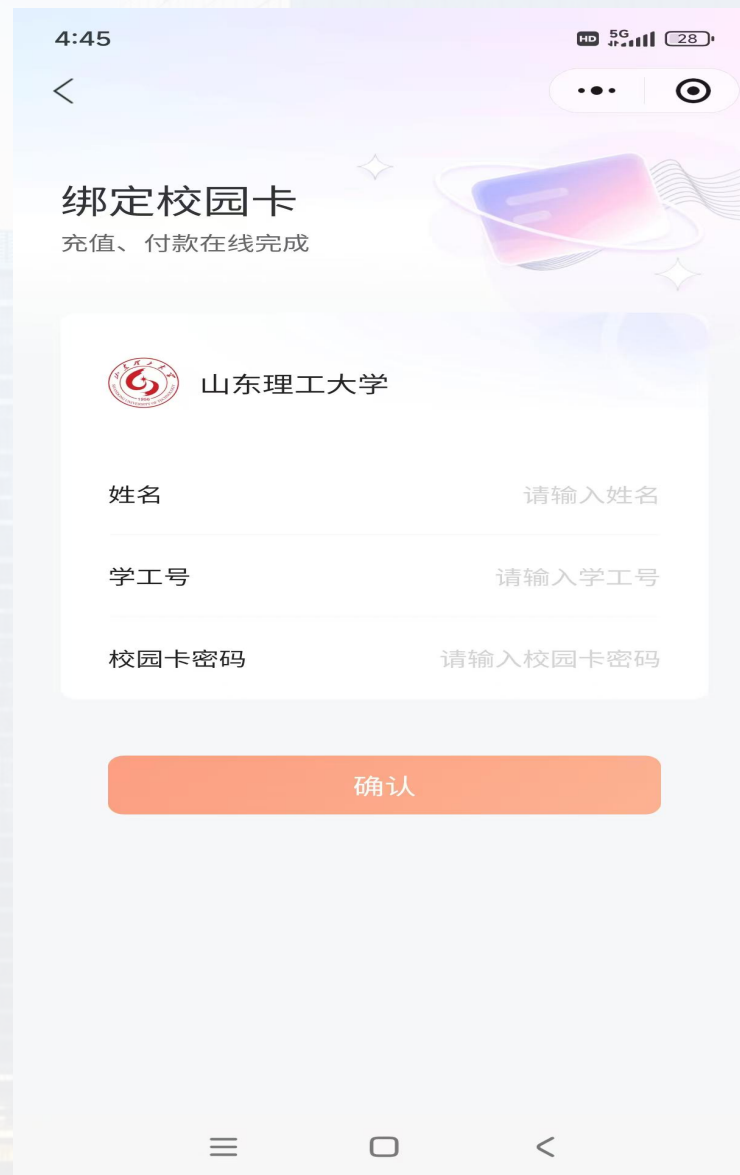 4:45
HD 5G 28
绑定校园卡
充值、付款在线完成
山东理工大学
姓名 请输入姓名
学工号 请输入学工号
校园卡密码 请输入校园卡密码
确认